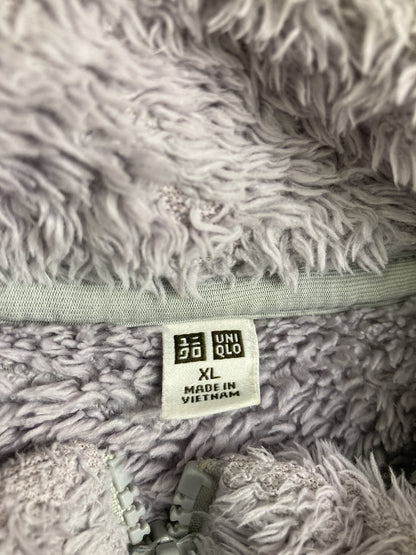 ユニ UNI
クロ QLO
XL
MADE IN
VIETNAM